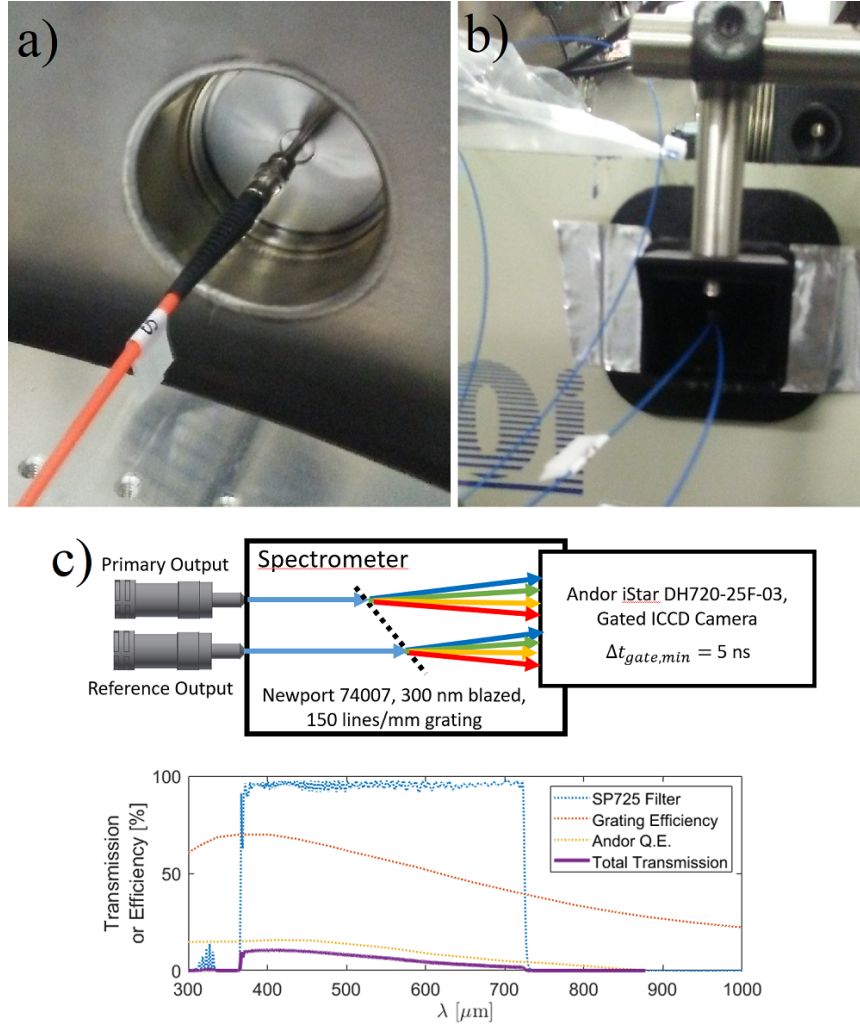 a)
b)
S
c)
Primary Output
Reference Output
Spectrometer
Newport 74007, 300 nm blazed,
150 lines/mm grating
Andor iStar DH720-25F-03,
Gated ICCD Camera
Δt_gate,min = 5 ns
Transmission
or Efficiency [%]
100
50
0
SP725 Filter
Grating Efficiency
Andor Q.E.
Total Transmission
300 400 500 600 700 800 900 1000
λ [μm]